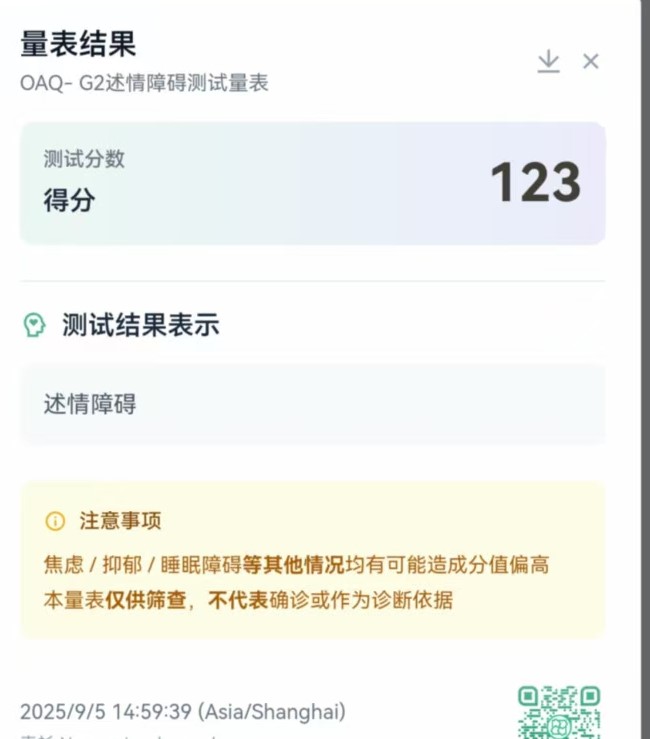 量表结果
OAQ- G2述情障碍测试量表
测试分数
得分
123
测试结果表示
述情障碍
注意事项
焦虑 / 抑郁 / 睡眠障碍等其他情况均有可能造成分值偏高
本量表仅供筛查，不代表确诊或作为诊断依据
2025/9/5 14:59:39 (Asia/Shanghai)